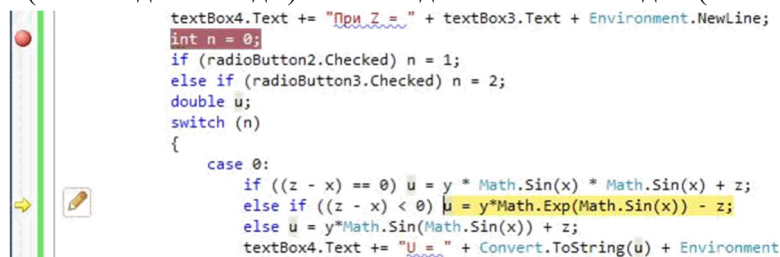 textBox4.Text += "При Z = " + textBox3.Text + Environment.NewLine;
int n = 0;
if (radioButton2.Checked) n = 1;
else if (radioButton3.Checked) n = 2;
double u;
switch (n)
{
case 0:
if ((z - x) == 0) u = y * Math.Sin(x) * Math.Sin(x) + z;
else if ((z - x) < 0) u = y*Math.Exp(Math.Sin(x)) - z;
else u = y*Math.Sin(Math.Sin(x)) + z;
textBox4.Text += "U = " + Convert.ToString(u) + Environment